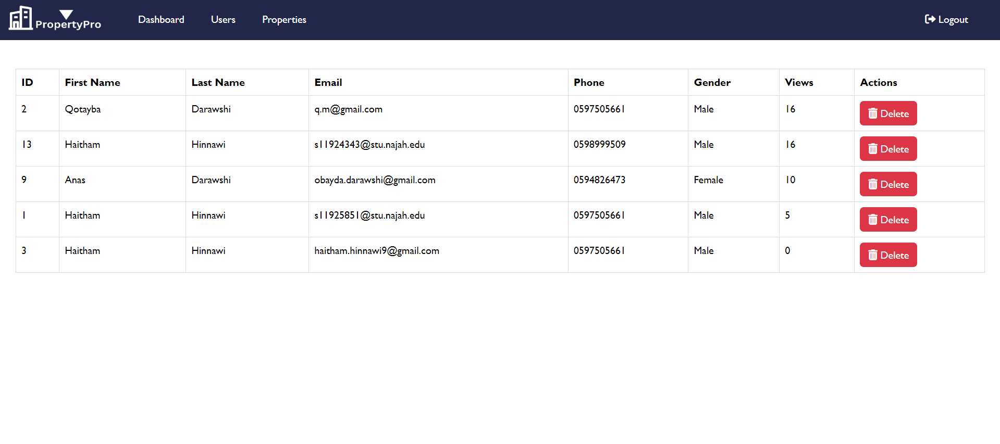 PropertyPro Dashboard Users Properties Logout
ID First Name Last Name Email Phone Gender Views Actions
2 Qotayba Darawshi q.m@gmail.com 0597505661 Male 16 Delete
13 Haitham Hinnawi s11924343@stu.najah.edu 0598999509 Male 16 Delete
9 Anas Darawshi obayda.darawshi@gmail.com 0594826473 Female 10 Delete
1 Haitham Hinnawi s11925851@stu.najah.edu 0597505661 Male 5 Delete
3 Haitham Hinnawi haitham.hinnawi9@gmail.com 0597505661 Male 0 Delete